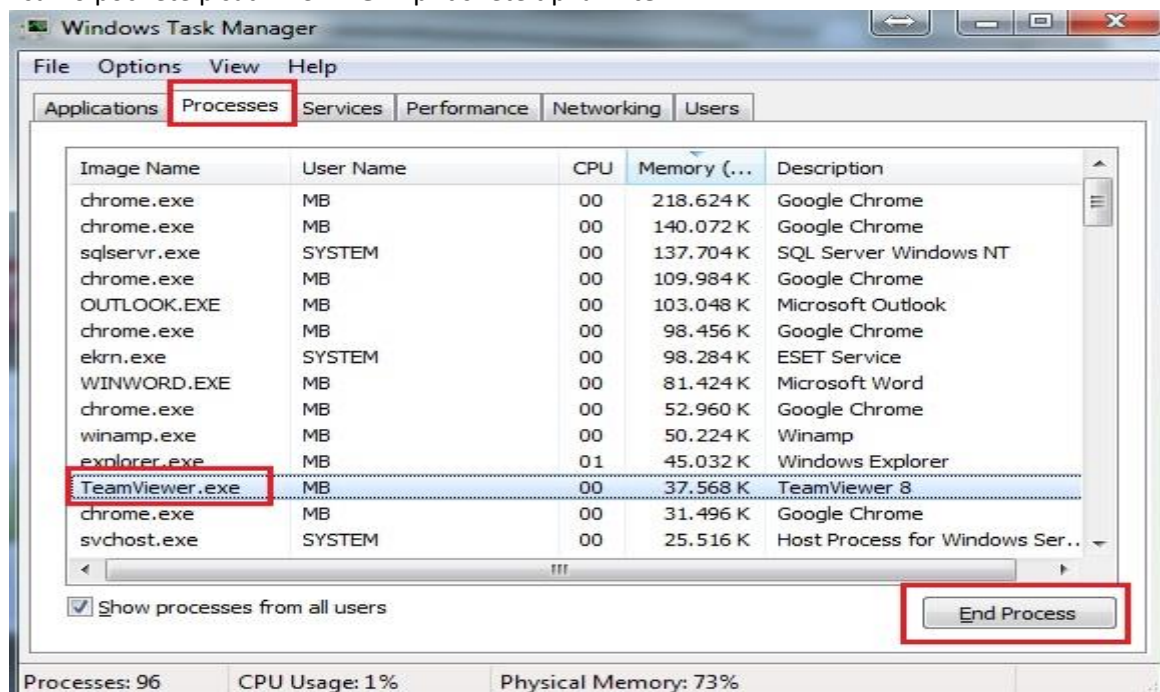 Windows Task Manager
File Options View Help
Applications Processes Services Performance Networking Users
Image Name User Name CPU Memory (... Description
chrome.exe MB 00 218.624 K Google Chrome
chrome.exe MB 00 140.072 K Google Chrome
sqlservr.exe SYSTEM 00 137.704 K SQL Server Windows NT
chrome.exe MB 00 109.984 K Google Chrome
OUTLOOK.EXE MB 00 103.048 K Microsoft Outlook
chrome.exe MB 00 98.456 K Google Chrome
ekrn.exe SYSTEM 00 98.284 K ESET Service
WINWORD.EXE MB 00 81.424 K Microsoft Word
chrome.exe MB 00 52.960 K Google Chrome
winamp.exe MB 00 50.224 K Winamp
explorer.exe MB 01 45.032 K Windows Explorer
TeamViewer.exe MB 00 37.568 K TeamViewer 8
chrome.exe MB 00 31.496 K Google Chrome
svchost.exe SYSTEM 00 25.516 K Host Process for Windows Ser..
Show processes from all users
End Process
Processes: 96 CPU Usage: 1% Physical Memory: 73%